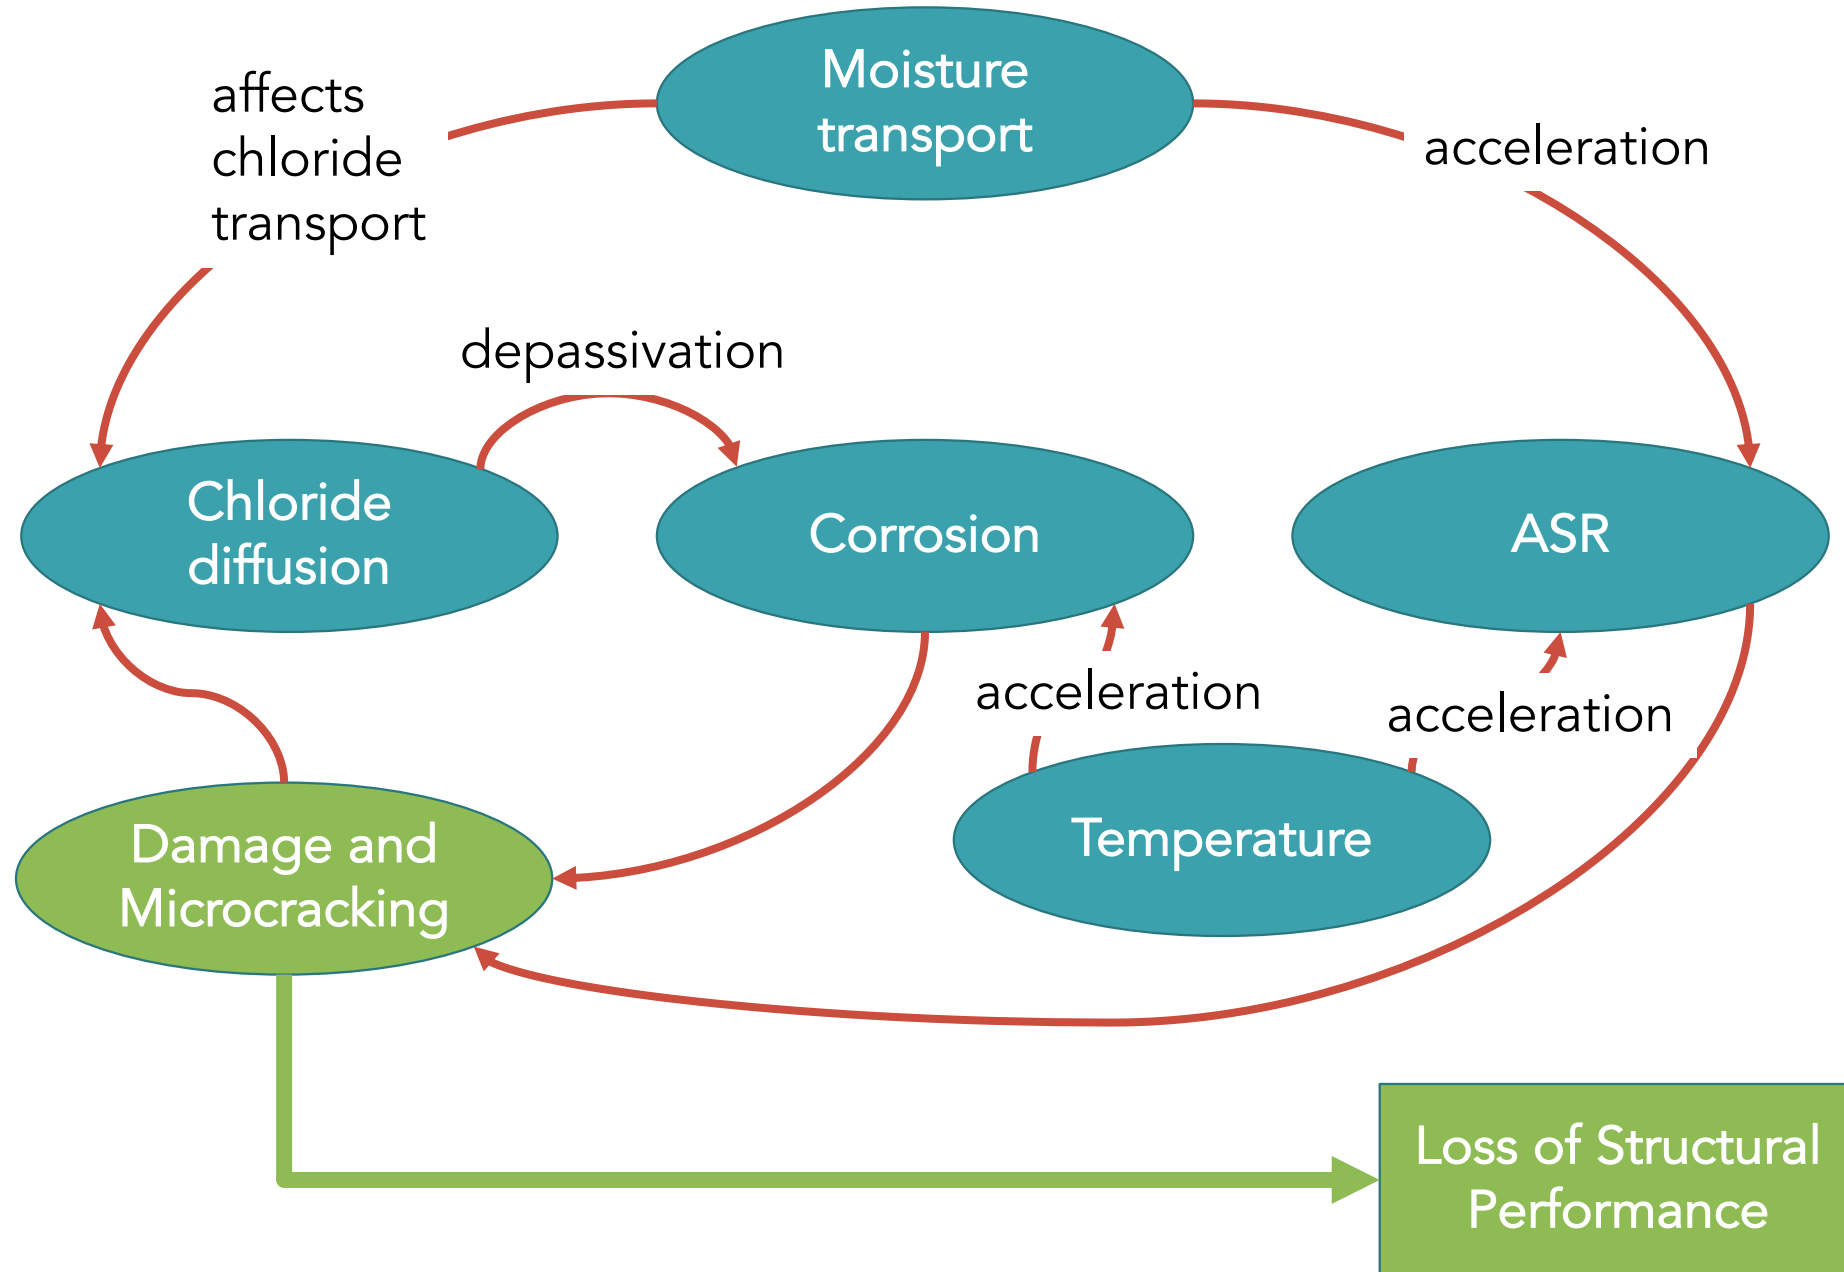 Moisture
transport
affects
chloride
transport
acceleration
depassivation
Chloride
diffusion
Corrosion
ASR
acceleration
acceleration
Damage and
Microcracking
Temperature
Loss of Structural
Performance